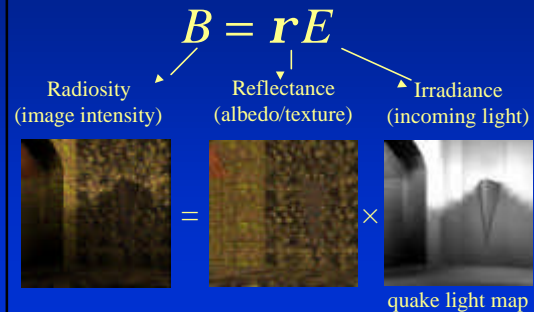 B = rE
Radiosity
(image intensity)
Reflectance
(albedo/texture)
Irradiance
(incoming light)
= ×
quake light map